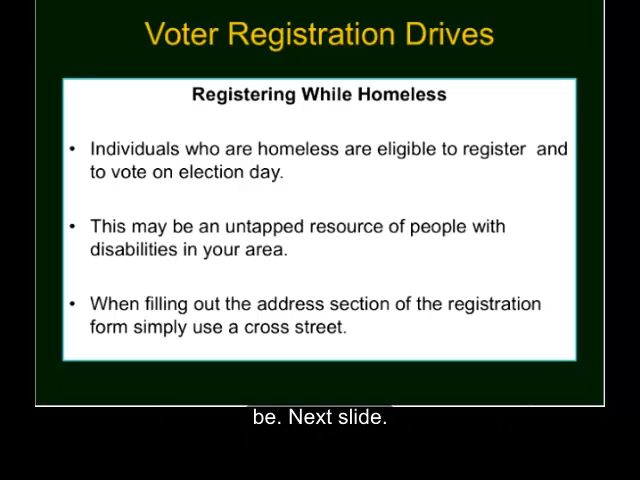 Voter Registration Drives
Registering While Homeless
• Individuals who are homeless are eligible to register and
to vote on election day.
• This may be an untapped resource of people with
disabilities in your area.
• When filling out the address section of the registration
form simply use a cross street.
be. Next slide.